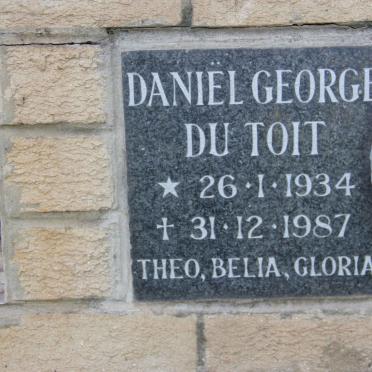 DANIËL GEORGE
DU TOIT
★ 26·1·1934
† 31·12·1987
THEO, BELIA, GLORIA